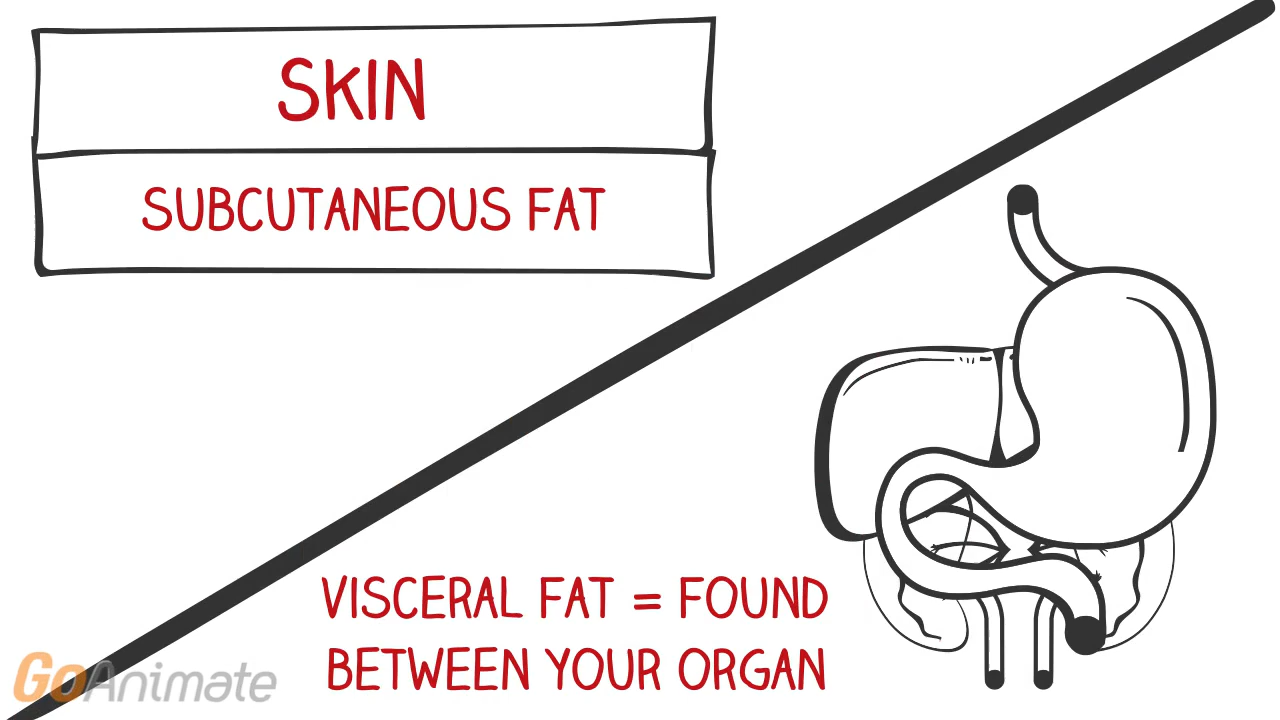 SKIN
SUBCUTANEOUS FAT
VISCERAL FAT = FOUND
BETWEEN YOUR ORGAN
GoAnimate